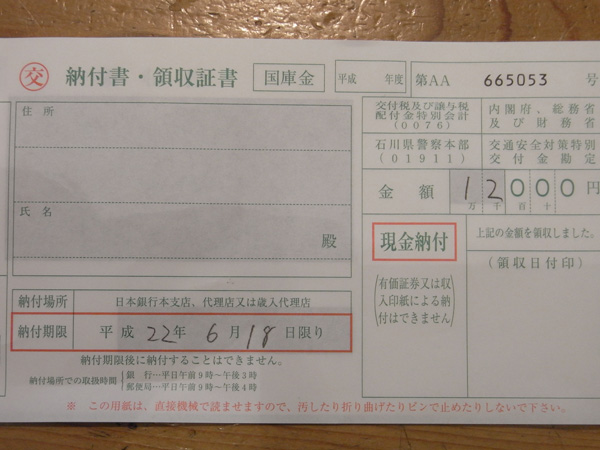 交 納付書・領収証書 国庫金 平成 年度 第AA 665053 号
住所
交付税及び譲与税
配付金特別会計
(0076)
内閣府、総務省
及び財務省
石川県警察本部
(01911)
交通安全対策特別
交付金勘定
金額 12000円
万 千 百 十
氏名
殿
現金納付
上記の金額を領収しました。
(領収日付印)
(有価証券又は収
入印紙による納
付はできません)
納付場所 日本銀行本支店、代理店又は歳入代理店
納付期限 平成 22年 6月18日限り
納付期限後に納付することはできません。
納付場所での取扱時間
銀行…平日午前9時~午後3時
郵便局…平日午前9時~午後4時
※ この用紙は、直接機械で読ませますので、汚したり折り曲げたりピンで止めたりしないで下さい。